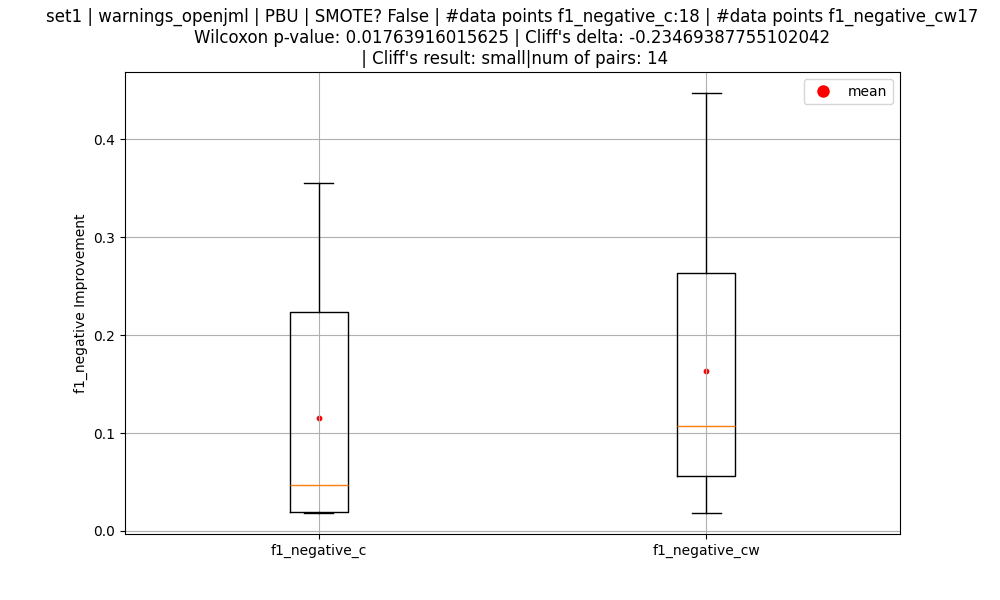 set1 | warnings_openjml | PBU | SMOTE? False | #data points f1_negative_c:18 | #data points f1_negative_cw17
Wilcoxon p-value: 0.01763916015625 | Cliff's delta: -0.23469387755102042
| Cliff's result: small|num of pairs: 14
mean
0.4
0.3
0.2
0.1
0.0
f1_negative Improvement
f1_negative_c
f1_negative_cw